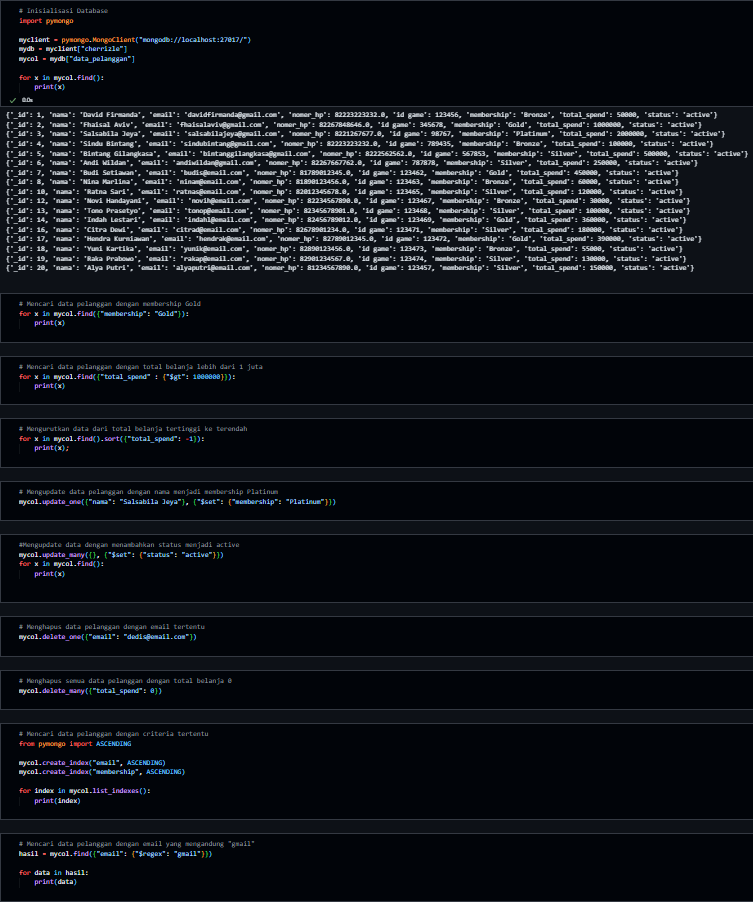 # Inisialisasi Database
import pymongo
myclient = pymongo.MongoClient("mongodb://localhost:27017/")
mydb = myclient["cherrizle"]
mycol = mydb["data_pelanggan"]
for x in mycol.find():
print(x)
0.0s
{'_id': 1, 'nama': 'David Firmanda', 'email': 'davidfirmanda@gmail.com', 'nomer_hp': 82223223232.0, 'id game': 123456, 'membership': 'Bronze', 'total_spend': 50000, 'status': 'active'}
{'_id': 2, 'nama': 'Fhaisal Aviv', 'email': 'fhaisalaviv@gmail.com', 'nomer_hp': 82267848646.0, 'id game': 345678, 'membership': 'Gold', 'total_spend': 1000000, 'status': 'active'}
{'_id': 3, 'nama': 'Salsabila Jeya', 'email': 'salsabilajeya@gmail.com', 'nomer_hp': 8221267677.0, 'id game': 98767, 'membership': 'Platinum', 'total_spend': 2000000, 'status': 'active'}
{'_id': 4, 'nama': 'Sindu Bintang', 'email': 'sindubintang@gmail.com', 'nomer_hp': 82223223232.0, 'id game': 789435, 'membership': 'Bronze', 'total_spend': 100000, 'status': 'active'}
{'_id': 5, 'nama': 'Bintang Gilangkasa', 'email': 'bintanggilangkasa@gmail.com', 'nomer_hp': 8222562562.0, 'id game': 567853, 'membership': 'Silver', 'total_spend': 500000, 'status': 'active'}
{'_id': 6, 'nama': 'Andi Wildan', 'email': 'andiwildan@gmail.com', 'nomer_hp': 82267667762.0, 'id game': 787878, 'membership': 'Silver', 'total_spend': 250000, 'status': 'active'}
{'_id': 7, 'nama': 'Budi Setiawan', 'email': 'budis@email.com', 'nomer_hp': 81789012345.0, 'id game': 123462, 'membership': 'Gold', 'total_spend': 450000, 'status': 'active'}
{'_id': 8, 'nama': 'Nina Marlina', 'email': 'ninam@email.com', 'nomer_hp': 81890123456.0, 'id game': 123463, 'membership': 'Bronze', 'total_spend': 60000, 'status': 'active'}
{'_id': 10, 'nama': 'Ratna Sari', 'email': 'ratnas@email.com', 'nomer_hp': 82012345678.0, 'id game': 123465, 'membership': 'Silver', 'total_spend': 120000, 'status': 'active'}
{'_id': 12, 'nama': 'Novi Handayani', 'email': 'novih@email.com', 'nomer_hp': 82234567890.0, 'id game': 123467, 'membership': 'Bronze', 'total_spend': 30000, 'status': 'active'}
{'_id': 13, 'nama': 'Tomo Prasetyo', 'email': 'tonop@email.com', 'nomer_hp': 82345678901.0, 'id game': 123468, 'membership': 'Silver', 'total_spend': 100000, 'status': 'active'}
{'_id': 14, 'nama': 'Indah Lestari', 'email': 'indahl@email.com', 'nomer_hp': 82456789012.0, 'id game': 123469, 'membership': 'Gold', 'total_spend': 360000, 'status': 'active'}
{'_id': 16, 'nama': 'Citra Dewi', 'email': 'citrad@email.com', 'nomer_hp': 82678901234.0, 'id game': 123471, 'membership': 'Silver', 'total_spend': 180000, 'status': 'active'}
{'_id': 17, 'nama': 'Hendra Kurniawan', 'email': 'hendrak@email.com', 'nomer_hp': 82789012345.0, 'id game': 123472, 'membership': 'Gold', 'total_spend': 390000, 'status': 'active'}
{'_id': 18, 'nama': 'Yuni Kartika', 'email': 'yunik@email.com', 'nomer_hp': 82890123456.0, 'id game': 123473, 'membership': 'Bronze', 'total_spend': 55000, 'status': 'active'}
{'_id': 19, 'nama': 'Raka Prabowo', 'email': 'rakap@email.com', 'nomer_hp': 82901234567.0, 'id game': 123474, 'membership': 'Silver', 'total_spend': 130000, 'status': 'active'}
{'_id': 20, 'nama': 'Alya Putri', 'email': 'alyaputri@email.com', 'nomer_hp': 81234567890.0, 'id game': 123457, 'membership': 'Silver', 'total_spend': 150000, 'status': 'active'}
# Mencari data pelanggan dengan membership Gold
for x in mycol.find({"membership": "Gold"}):
print(x)
# Mencari data pelanggan dengan total belanja lebih dari 1 juta
for x in mycol.find({"total_spend" : {"$gt": 1000000}}):
print(x)
# Mengurutkan data dari total belanja tertinggi ke terendah
for x in mycol.find().sort({"total_spend": -1}):
print(x);
# Mengupdate data pelanggan dengan nama menjadi membership Platinum
mycol.update_one({"nama": "Salsabila Jeya"}, {"$set": {"membership": "Platinum"}})
#Mengupdate data dengan menambahkan status menjadi active
mycol.update_many({}, {"$set": {"status": "active"}})
for x in mycol.find():
print(x)
# Menghapus data pelanggan dengan email tertentu
mycol.delete_one({"email": "dedis@email.com"})
# Menghapus semua data pelanggan dengan total belanja 0
mycol.delete_many({"total_spend": 0})
# Mencari data pelanggan dengan criteria tertentu
from pymongo import ASCENDING
mycol.create_index("email", ASCENDING)
mycol.create_index("membership", ASCENDING)
for index in mycol.list_indexes():
print(index)
# Mencari data pelanggan dengan email yang mengandung "gmail"
hasil = mycol.find({"email": {"$regex": "gmail"}})
for data in hasil:
print(data)